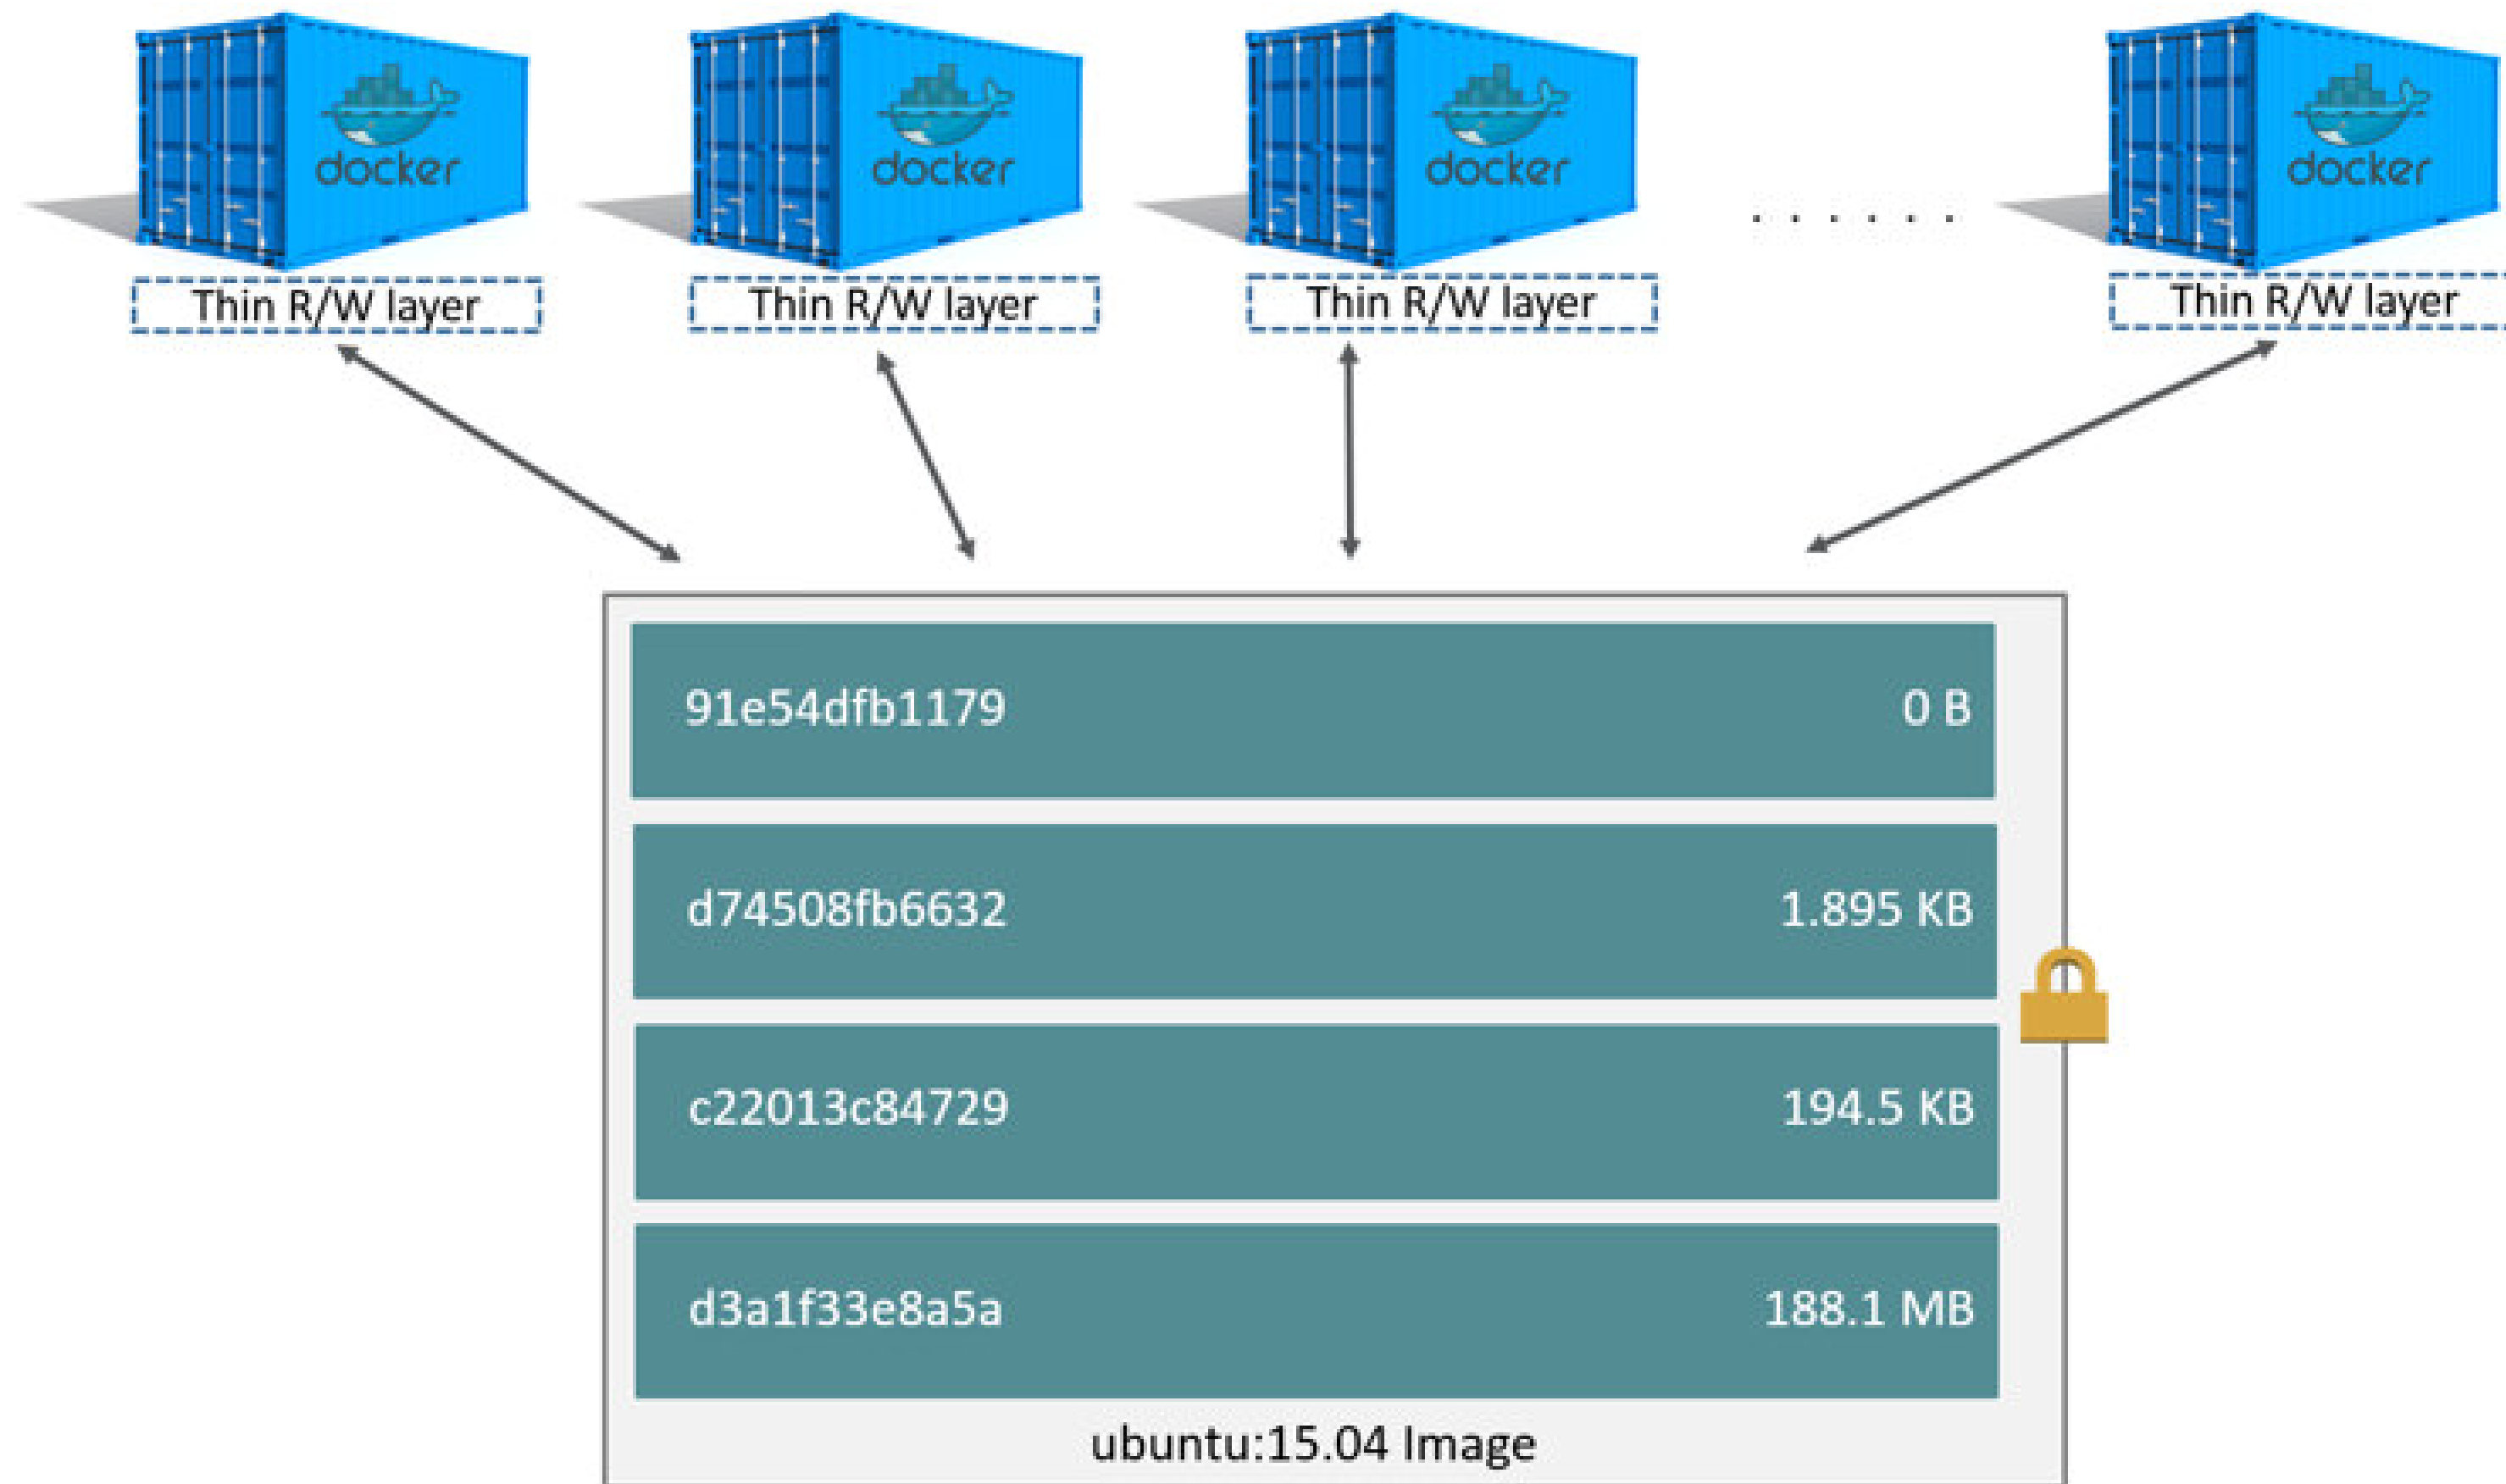 docker docker docker docker
Thin R/W layer Thin R/W layer Thin R/W layer Thin R/W layer
91e54dfb1179 0 B
d74508fb6632 1.895 KB
c22013c84729 194.5 KB
d3a1f33e8a5a 188.1 MB
ubuntu:15.04 Image